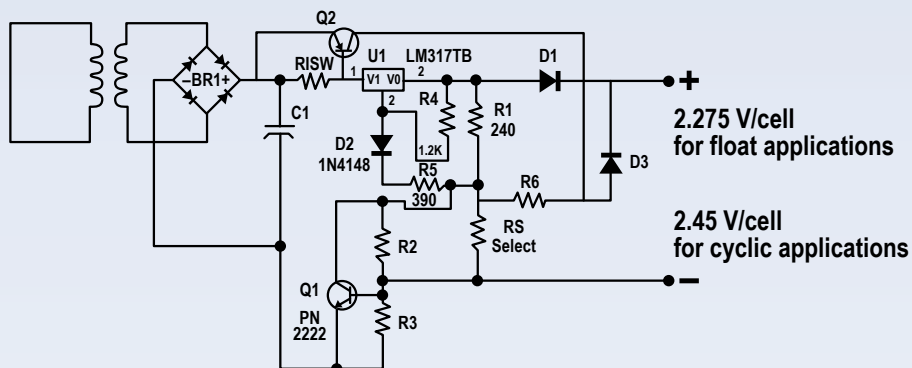 Q2
U1
LM317TB
D1
RISW
1
V1 V0
2
–BR1+
2
C1
R4
R1
240
+
2.275 V/cell
for float applications
D2
1N4148
1.2K
D3
R5
390
R6
RS
Select
2.45 V/cell
for cyclic applications
R2
–
Q1
PN
2222
R3